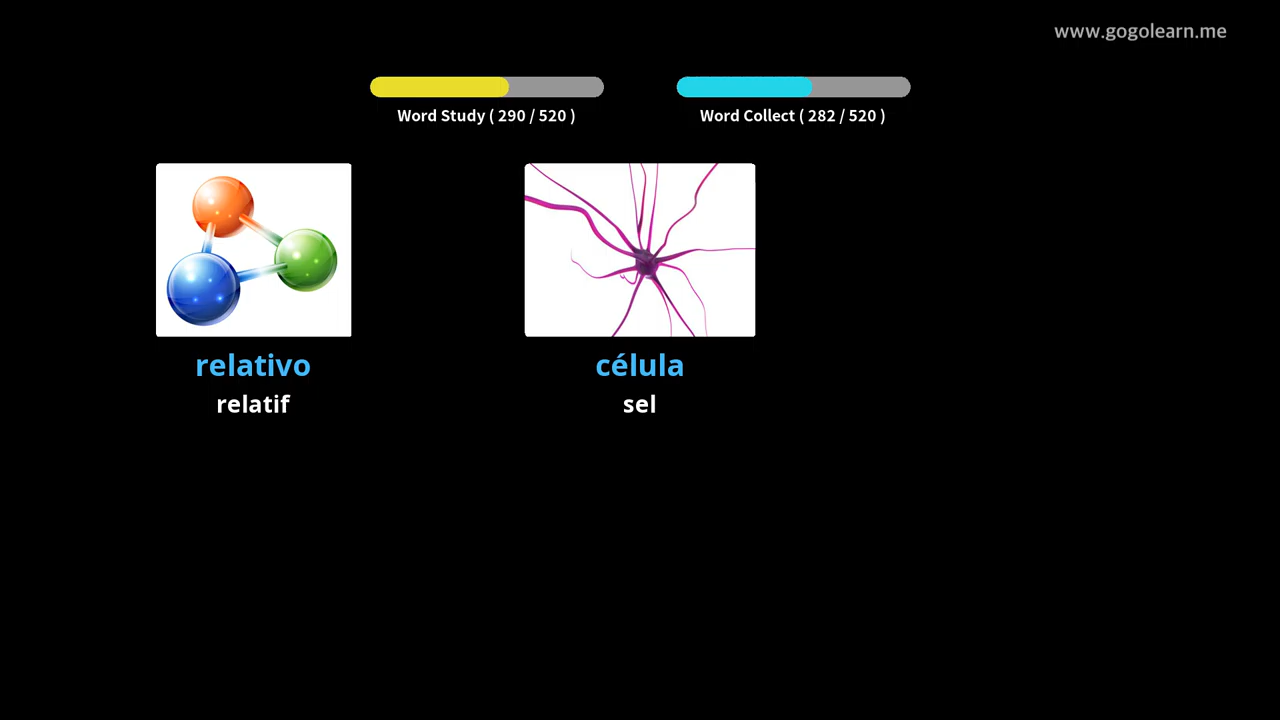 www.gogolearn.me
Word Study ( 290 / 520 )
Word Collect ( 282 / 520 )
relativo
relatif
célula
sel